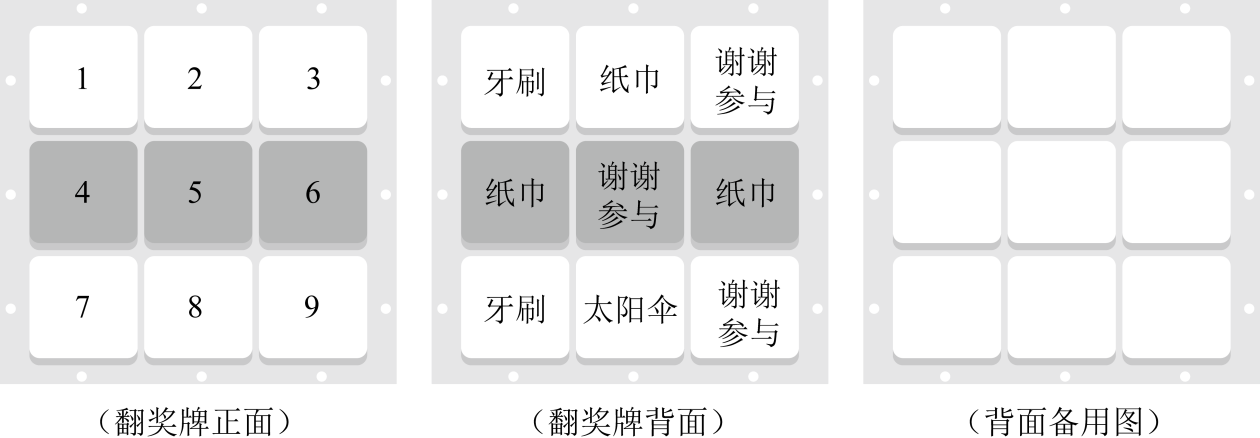 1 2 3
4 5 6
7 8 9
(翻奖牌正面)
牙刷 纸巾 谢谢
参与
纸巾 谢谢
参与 纸巾
牙刷 太阳伞 谢谢
参与
(翻奖牌背面)
(背面备用图)